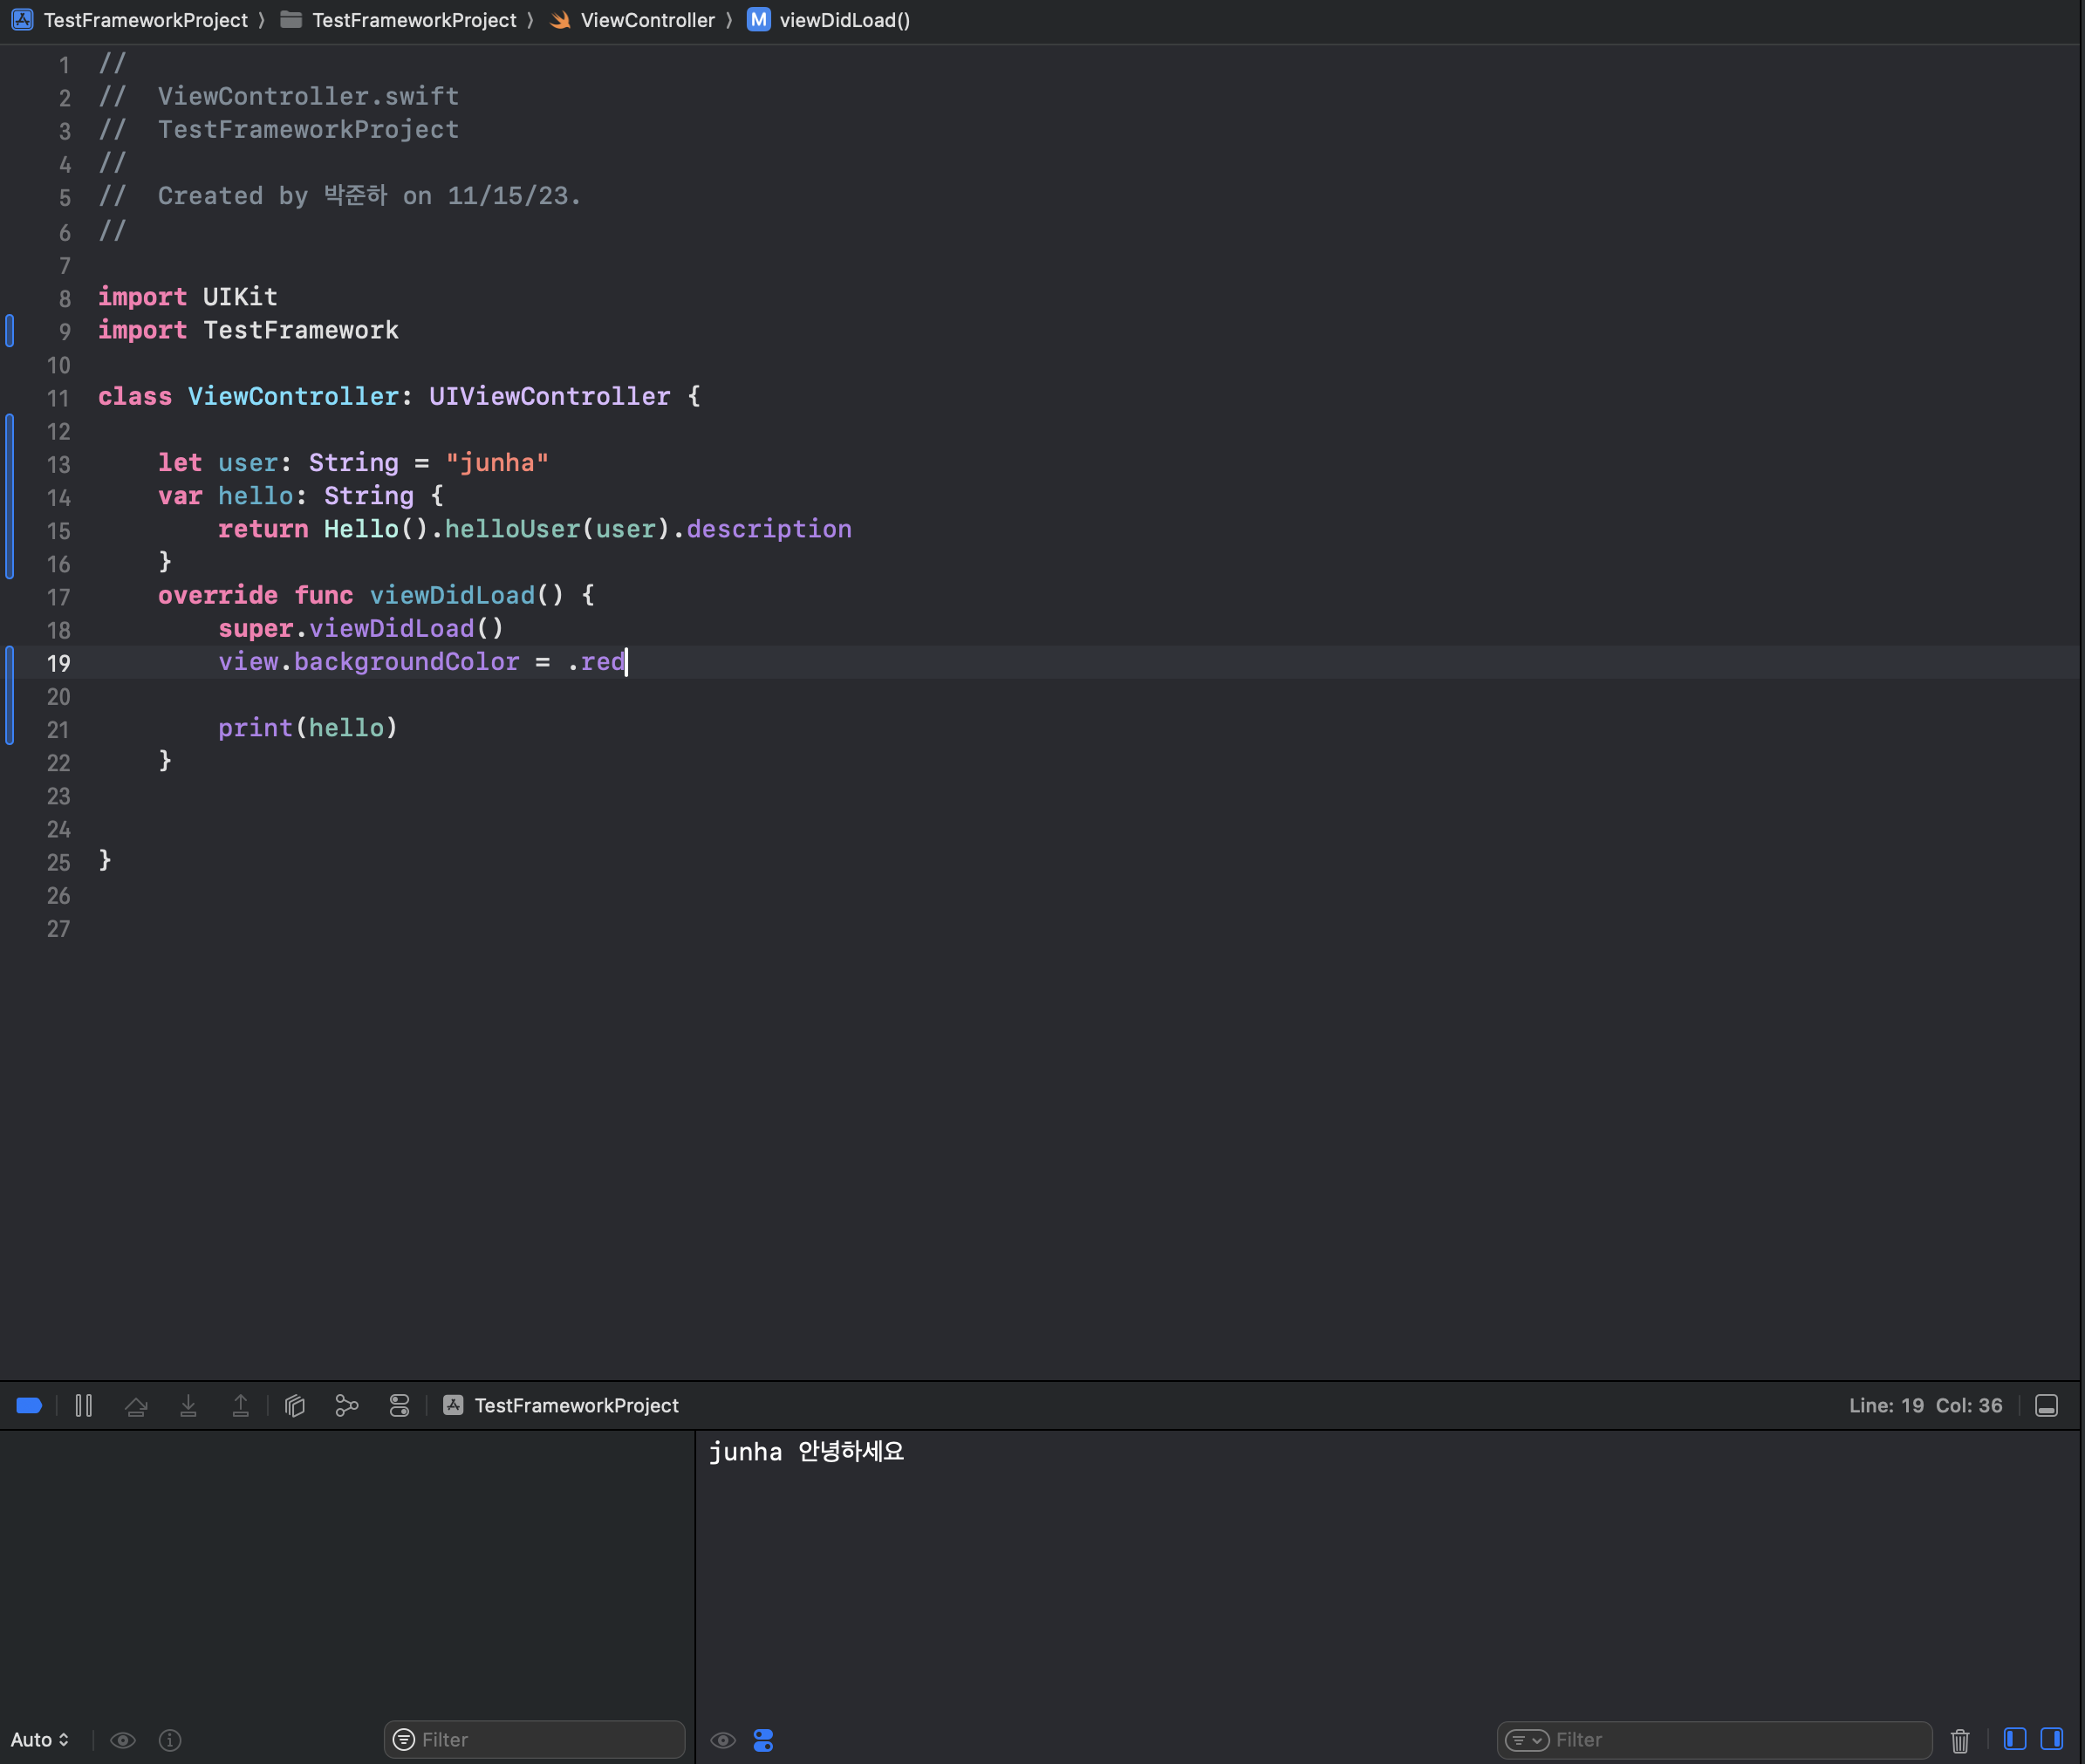 TestFrameworkProject 〉 TestFrameworkProject 〉 ViewController 〉 M viewDidLoad()
1 //
2 //  ViewController.swift
3 //  TestFrameworkProject
4 //
5 //  Created by 박준하 on 11/15/23.
6 //
7
8 import UIKit
9 import TestFramework
10
11 class ViewController: UIViewController {
12
13     let user: String = "junha"
14     var hello: String {
15         return Hello().helloUser(user).description
16     }
17     override func viewDidLoad() {
18         super.viewDidLoad()
19         view.backgroundColor = .red
20
21         print(hello)
22     }
23
24
25 }
26
27
TestFrameworkProject
Line: 19 Col: 36
junha 안녕하세요
Auto
Filter
Filter